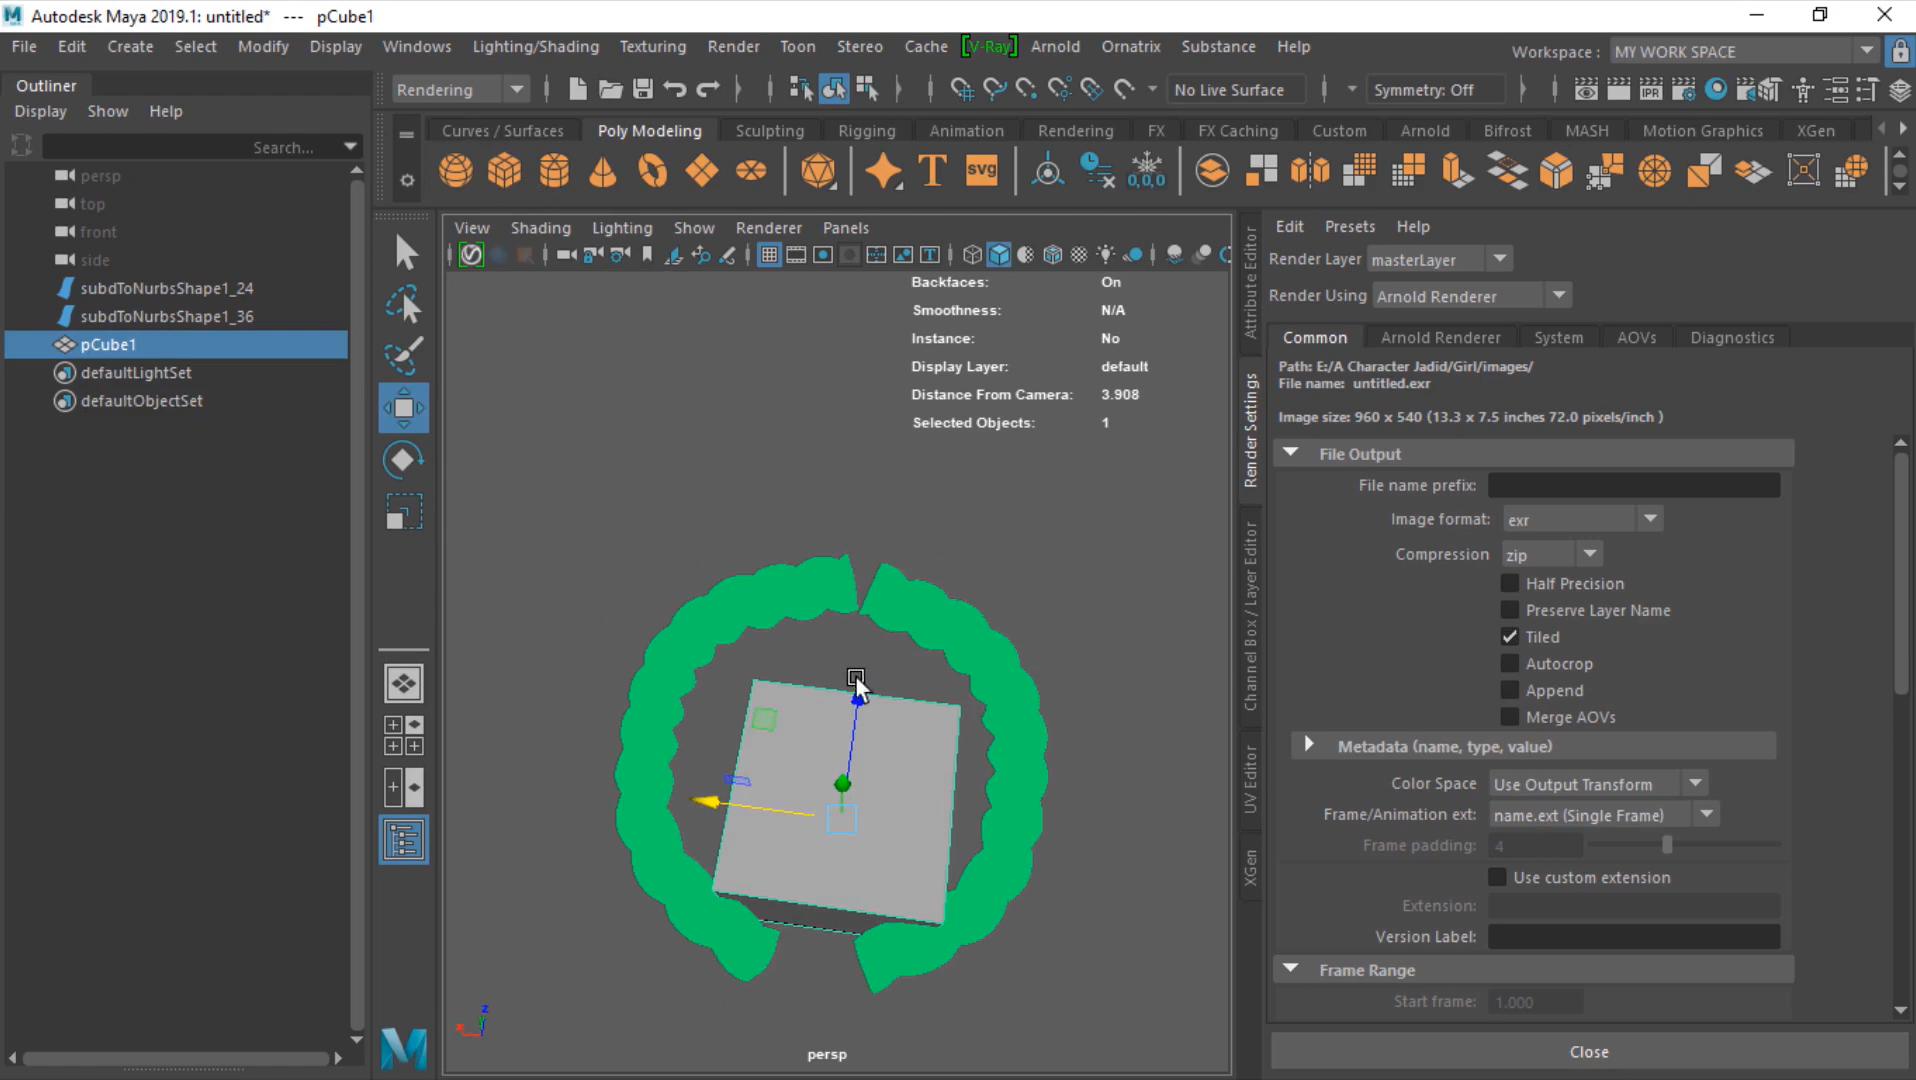 Autodesk Maya 2019.1: untitled* --- pCube1
File Edit Create Select Modify Display Windows Lighting/Shading Texturing Render Toon Stereo Cache [V-Ray] Arnold Ornatrix Substance Help
Workspace : MY WORK SPACE
Outliner
Display Show Help
Search...
persp
top
front
side
subdToNurbsShape1_24
subdToNurbsShape1_36
pCube1
defaultLightSet
defaultObjectSet
Rendering
No Live Surface
Symmetry: Off
IPR
Curves / Surfaces Poly Modeling Sculpting Rigging Animation Rendering FX FX Caching Custom Arnold Bifrost MASH Motion Graphics XGen
T
svg
0,0,0
View Shading Lighting Show Renderer Panels
T
Backfaces: On
Smoothness: N/A
Instance: No
Display Layer: default
Distance From Camera: 3.908
Selected Objects: 1
z
x
persp
Attribute Editor
Render Settings
Channel Box / Layer Editor
UV Editor
XGen
Edit Presets Help
Render Layer masterLayer
Render Using Arnold Renderer
Common Arnold Renderer System AOVs Diagnostics
Path: E:/A Character Jadid/Girl/images/
File name: untitled.exr
Image size: 960 x 540 (13.3 x 7.5 inches 72.0 pixels/inch )
File Output
File name prefix:
Image format: exr
Compression zip
Half Precision
Preserve Layer Name
Tiled
Autocrop
Append
Merge AOVs
Metadata (name, type, value)
Color Space Use Output Transform
Frame/Animation ext: name.ext (Single Frame)
Frame padding: 4
Use custom extension
Extension:
Version Label:
Frame Range
Start frame: 1.000
Close